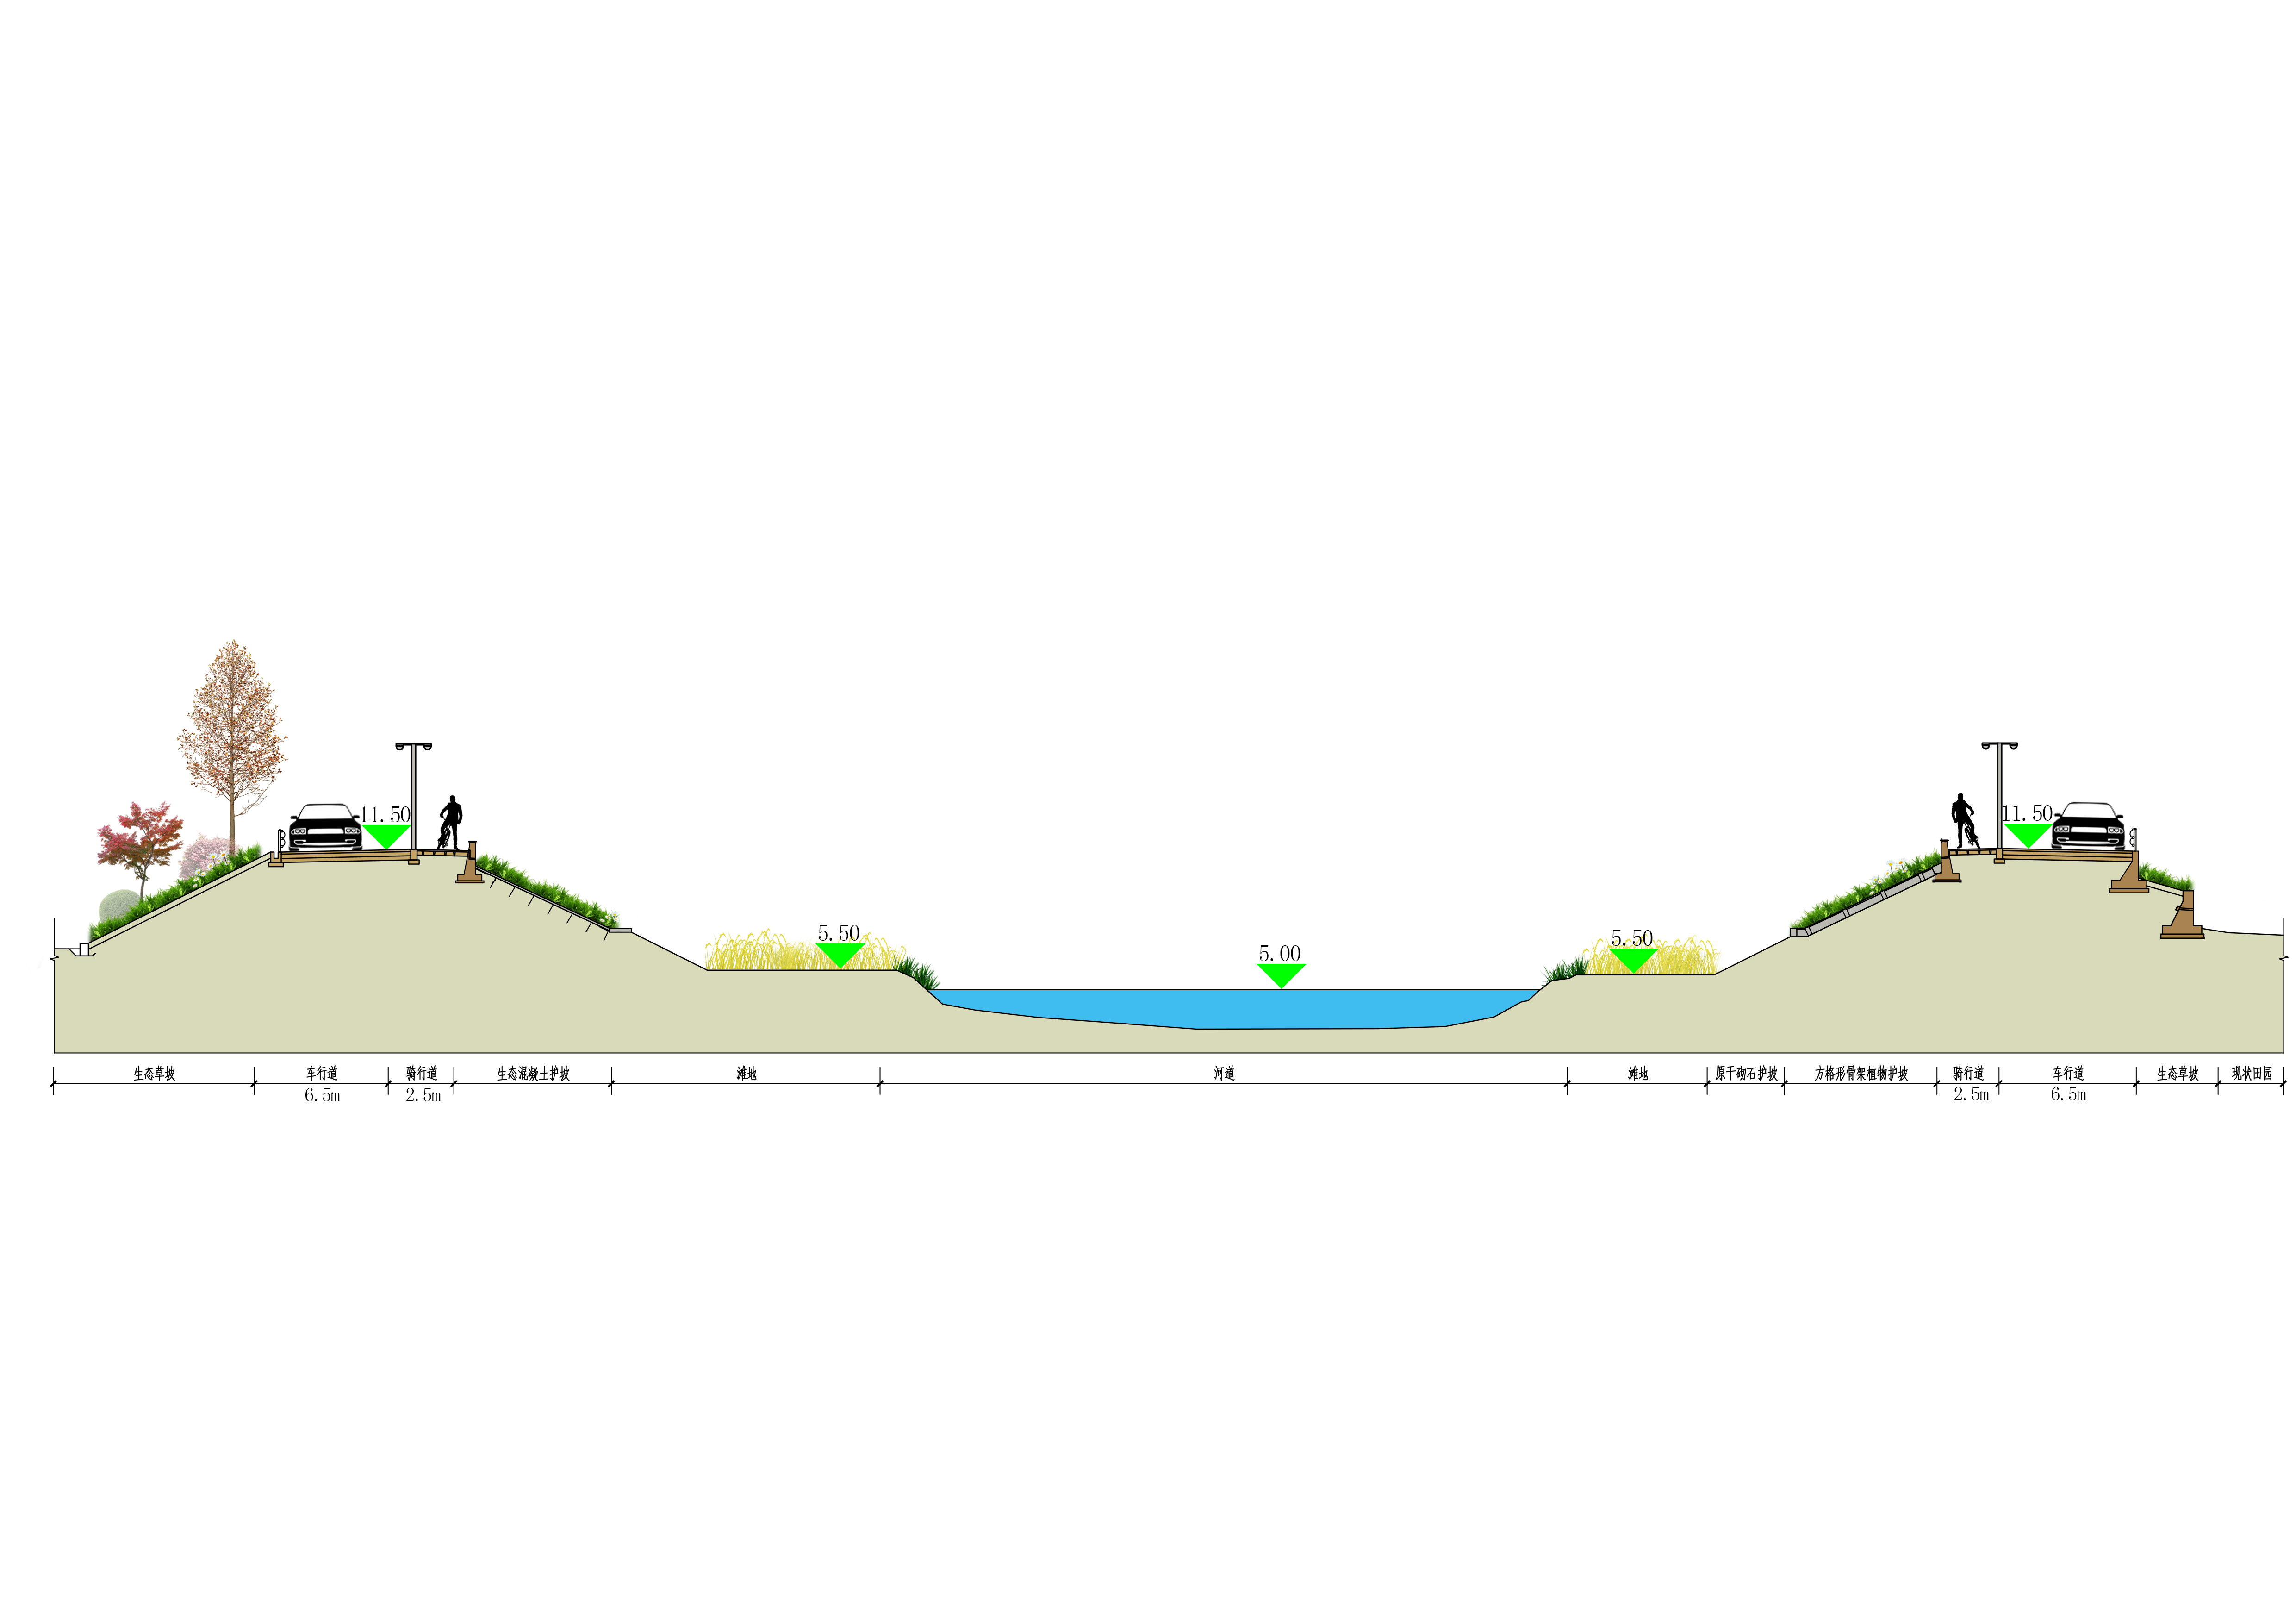 11.50
11.50
5.50
5.50
5.00
生态草坡
车行道
骑行道
生态混凝土护坡
滩地
河道
滩地
原干砌石护坡
方格形骨架植物护坡
骑行道
车行道
生态草坡
现状田园
6.5m
2.5m
2.5m
6.5m